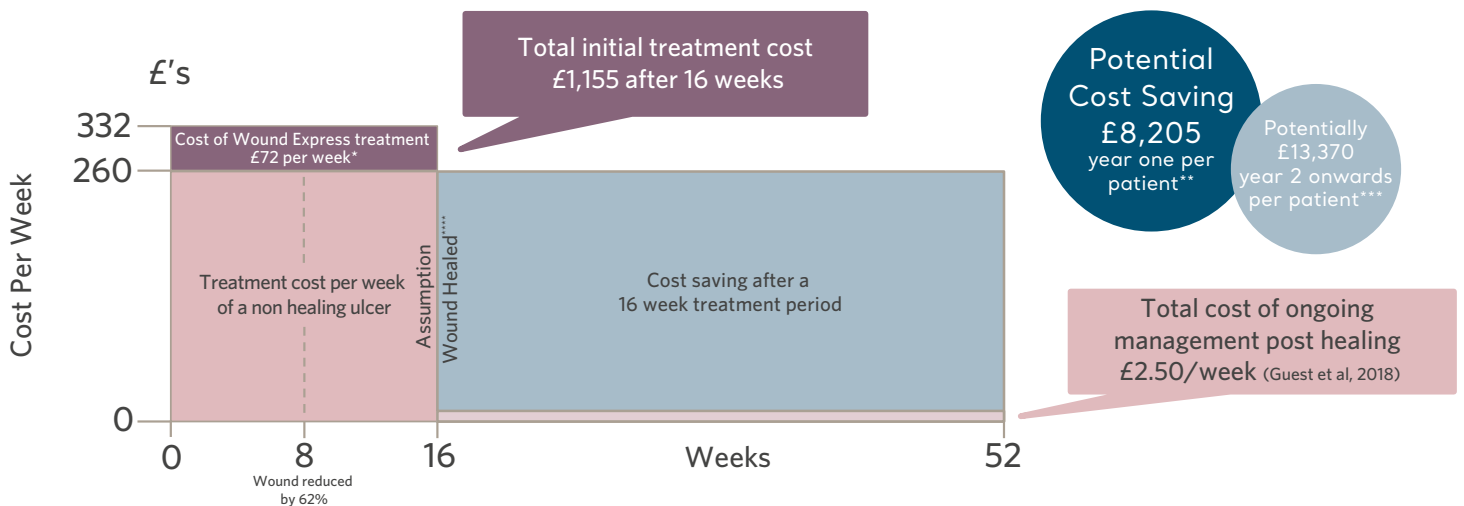 £'s
Total initial treatment cost
£1,155 after 16 weeks
Potential
Cost Saving
£8,205
year one per
patient**
Potentially
£13,370
year 2 onwards
per patient***
332
260
0
Cost Per Week
Cost of Wound Express treatment
£72 per week*
Treatment cost per week
of a non healing ulcer
Assumption
Wound Healed****
Cost saving after a
16 week treatment period
Total cost of ongoing
management post healing
£2.50/week (Guest et al, 2018)
0
8
16
Weeks
52
Wound reduced
by 62%